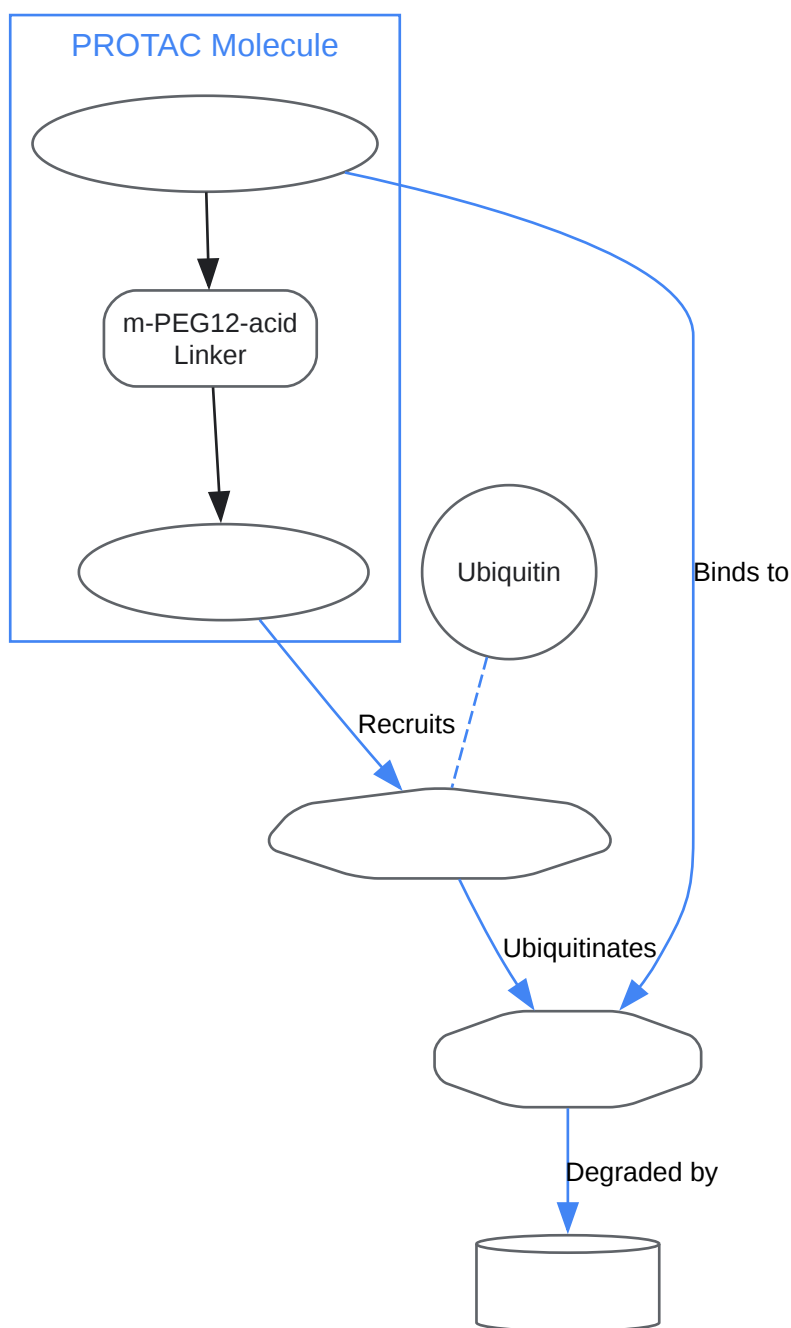 PROTAC Molecule
m-PEG12-acid
Linker
Ubiquitin
Binds to
Recruits
Ubiquitinates
Degraded by